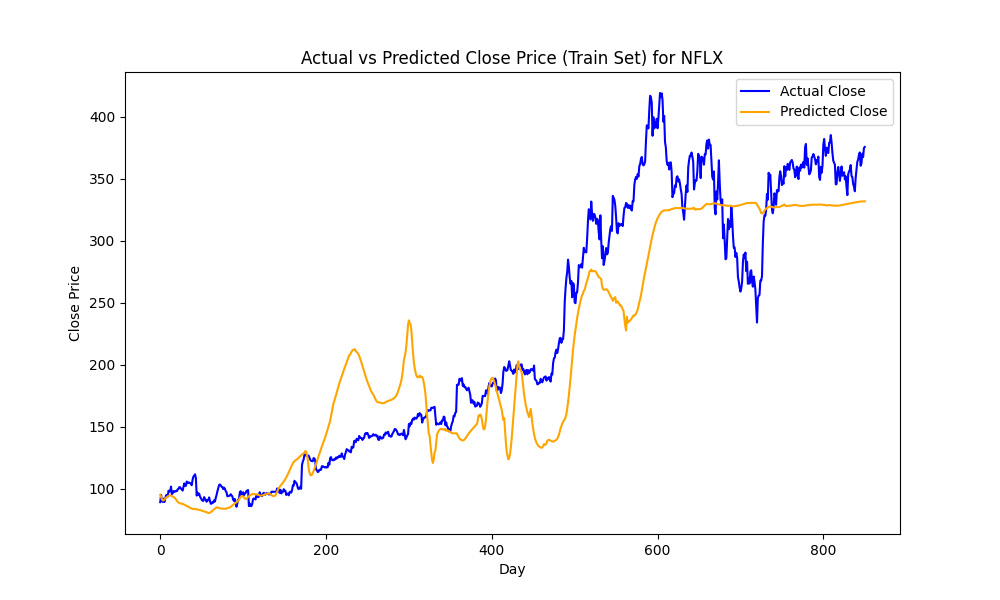 Actual vs Predicted Close Price (Train Set) for NFLX
Actual Close
Predicted Close
Close Price
400
350
300
250
200
150
100
0
200
400
600
800
Day